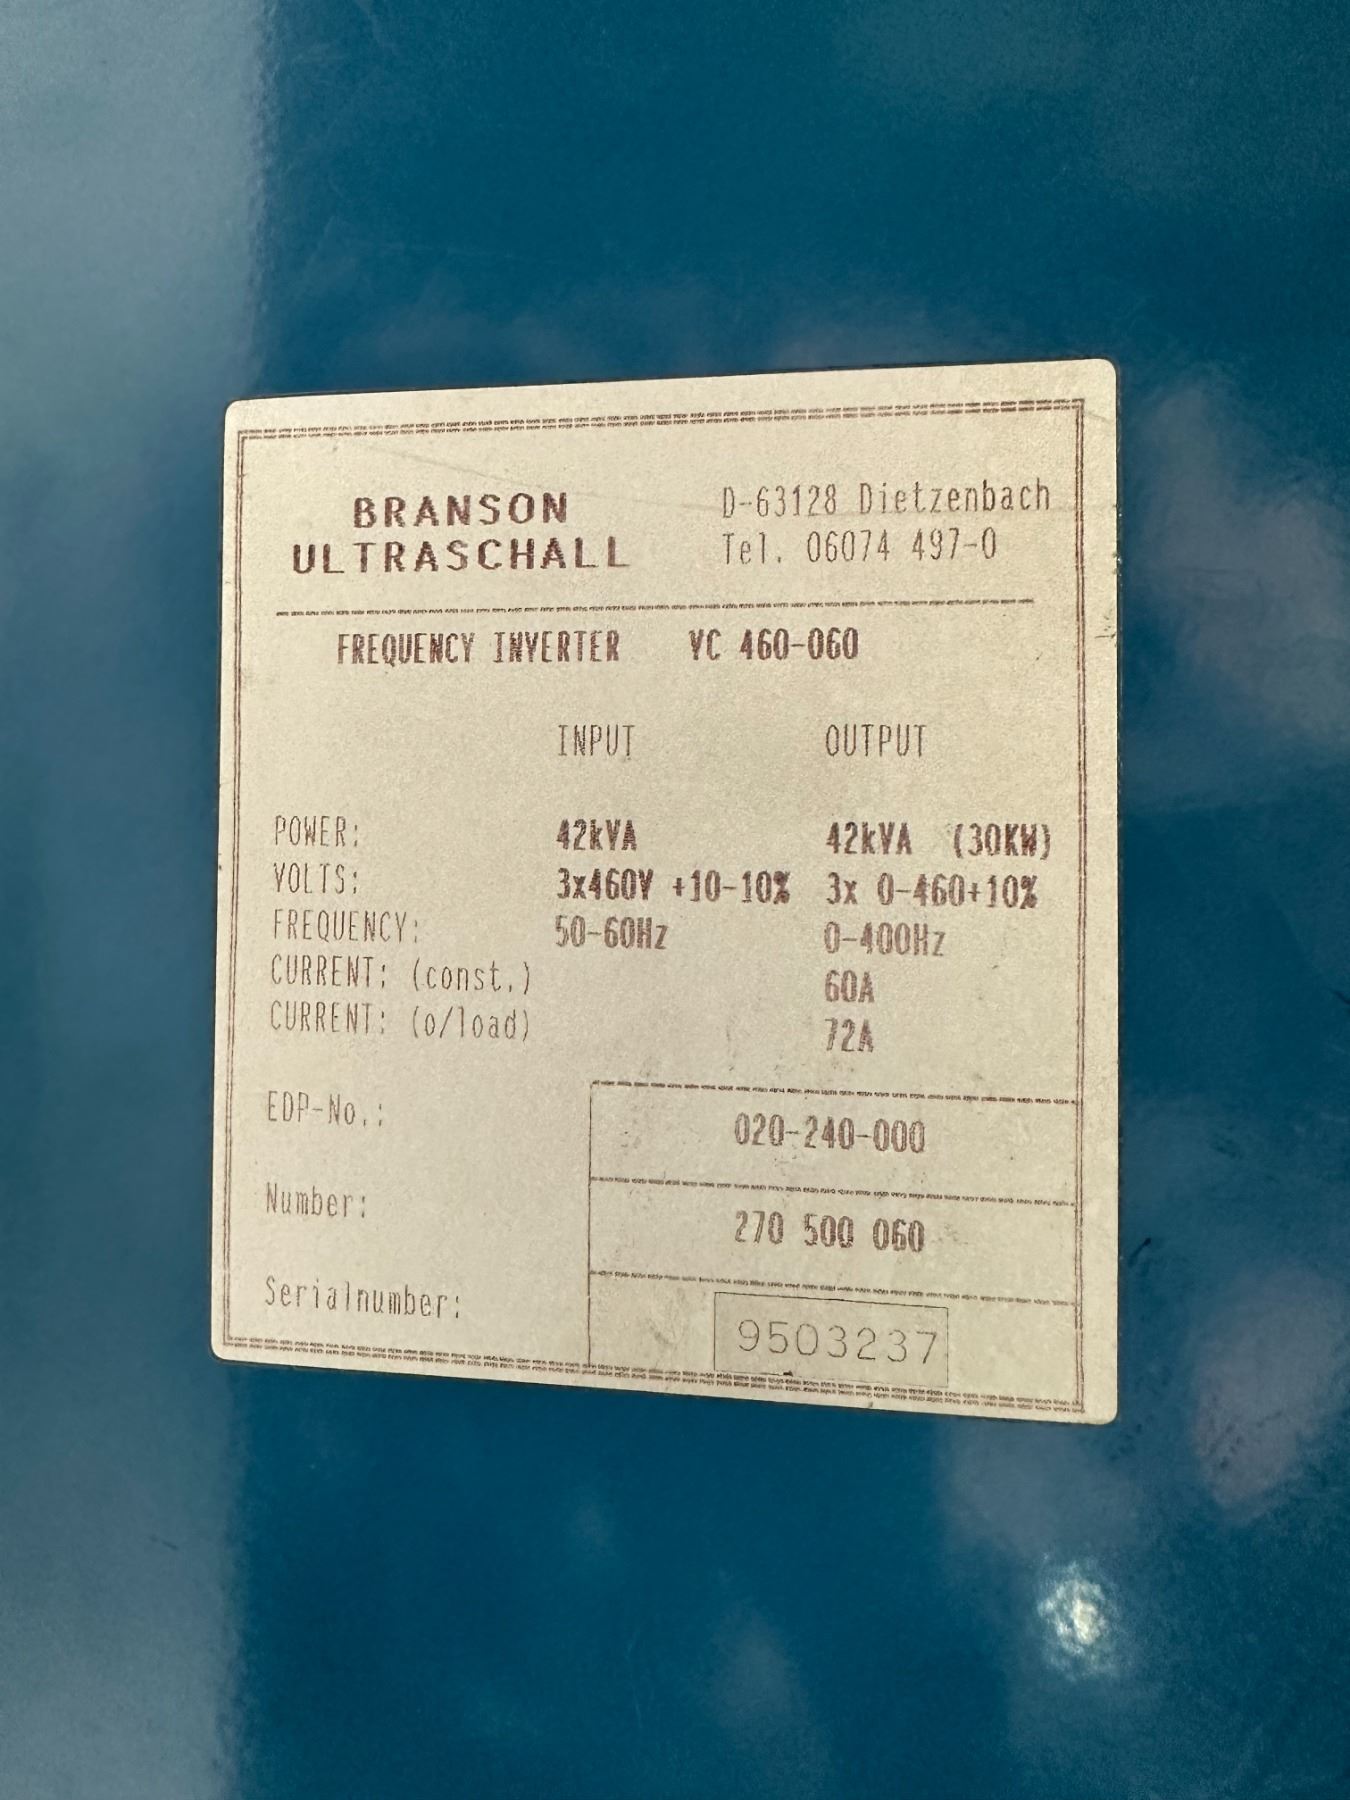 BRANSON
ULTRASCHALL
D-63128 Dietzenbach
Tel. 06074 497-0
FREQUENCY INVERTER VC 460-060
INPUT OUTPUT
POWER: 42kVA 42kVA (30KW)
VOLTS: 3x460V +10-10% 3x 0-460+10%
FREQUENCY: 50-60Hz 0-400Hz
CURRENT: (const.) 60A
CURRENT: (o/load) 72A
EDP-No.: 020-240-000
Number: 270 500 060
Serialnumber: 9503237